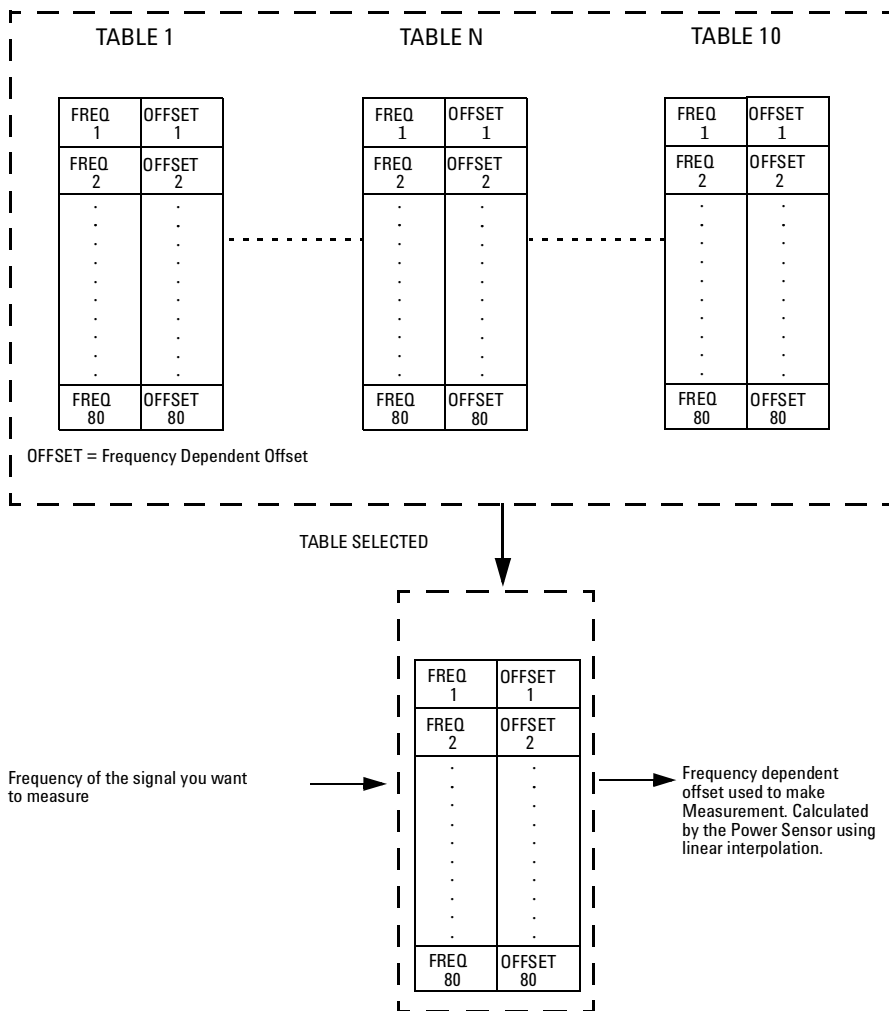 TABLE 1 TABLE N TABLE 10
FREQ 1 OFFSET 1 FREQ 1 OFFSET 1 FREQ 1 OFFSET 1
FREQ 2 OFFSET 2 FREQ 2 OFFSET 2 FREQ 2 OFFSET 2
FREQ 80 OFFSET 80 FREQ 80 OFFSET 80 FREQ 80 OFFSET 80
OFFSET = Frequency Dependent Offset
TABLE SELECTED
FREQ 1 OFFSET 1
FREQ 2 OFFSET 2
FREQ 80 OFFSET 80
Frequency of the signal you want
to measure
Frequency dependent
offset used to make
Measurement. Calculated
by the Power Sensor using
linear interpolation.